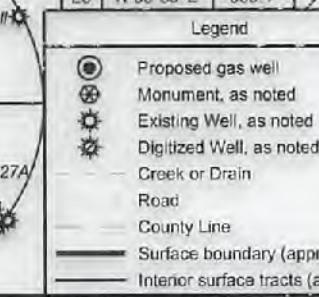 Legend
Proposed gas well
Monument, as noted
Existing Well, as noted
Digitized Well, as noted
Creek or Drain
Road
County Line
Surface boundary (appr
Interior surface tracts (a
27A